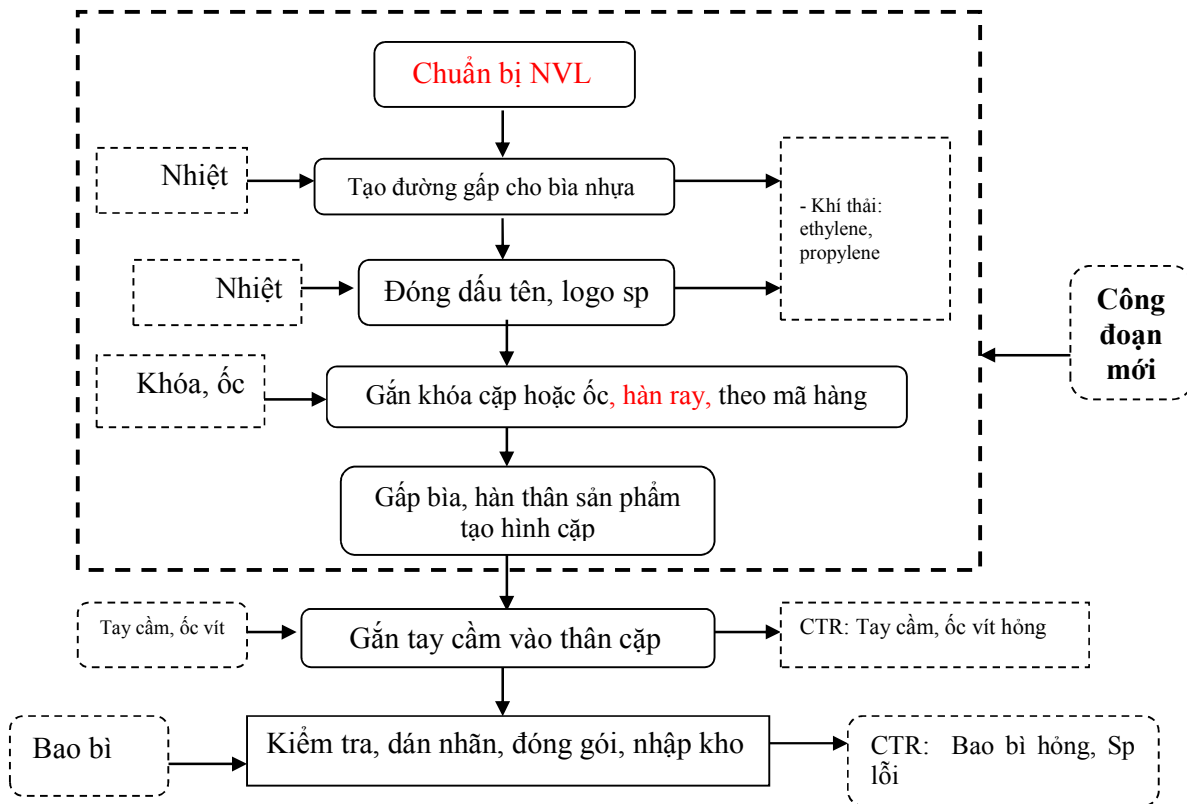 Chuẩn bị NVL
Nhiệt
Tạo đường gấp cho bìa nhựa
- Khí thải:
ethylene,
propylene
Nhiệt
Đóng dấu tên, logo sp
Công
đoạn
mới
Khóa, ốc
Gắn khóa cặp hoặc ốc, hàn ray, theo mã hàng
Gấp bìa, hàn thân sản phẩm
tạo hình cặp
Tay cầm, ốc vít
Gắn tay cầm vào thân cặp
CTR: Tay cầm, ốc vít hỏng
Bao bì
Kiểm tra, dán nhãn, đóng gói, nhập kho
CTR: Bao bì hỏng, Sp
lỗi